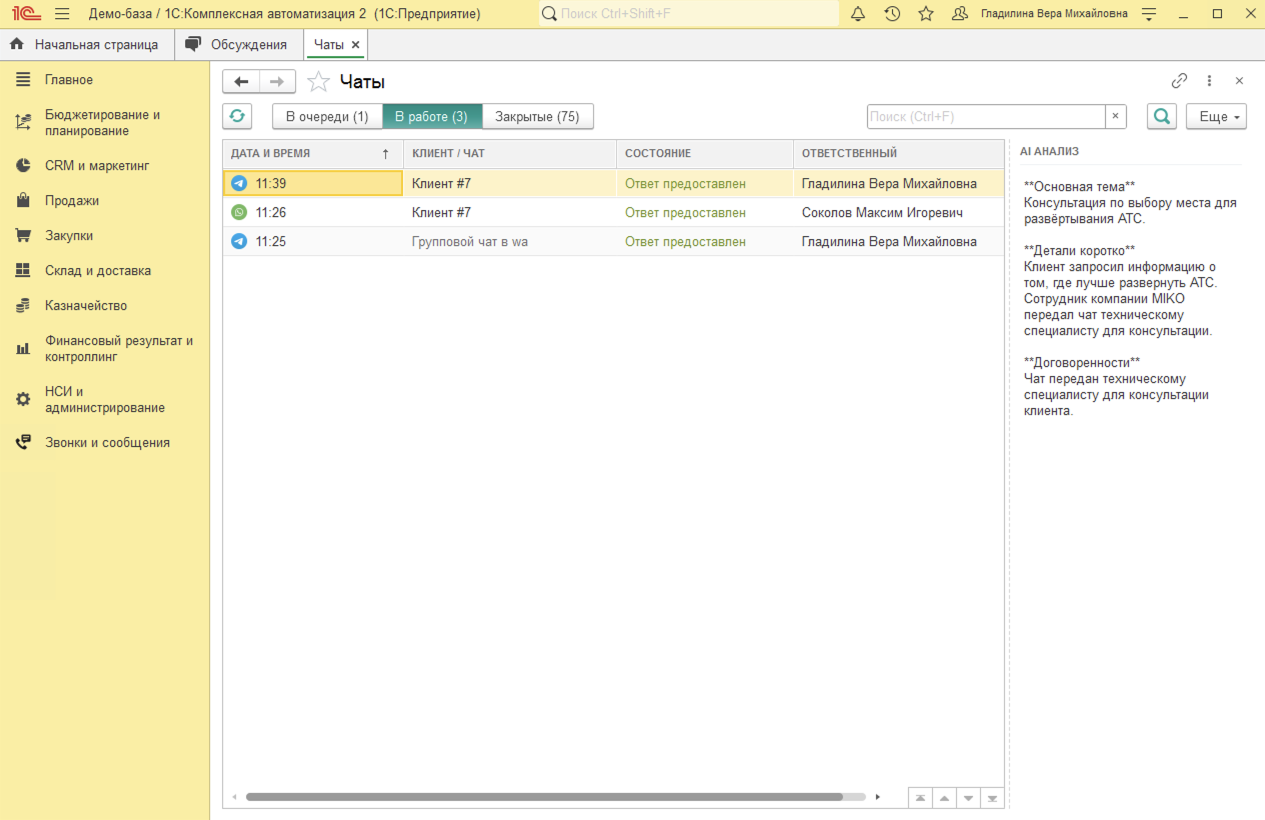 1С Демо-база / 1С:Комплексная автоматизация 2 (1С:Предприятие) Поиск Ctrl+Shift+F Гладилина Вера Михайловна
Начальная страница Обсуждения Чаты ×
Главное
Бюджетирование и
планирование
CRM и маркетинг
Продажи
Закупки
Склад и доставка
Казначейство
Финансовый результат и
контроллинг
НСИ и
администрирование
Звонки и сообщения
Чаты
В очереди (1) В работе (3) Закрытые (75) Поиск (Ctrl+F) × Еще
ДАТА И ВРЕМЯ ↑ КЛИЕНТ / ЧАТ СОСТОЯНИЕ ОТВЕТСТВЕННЫЙ
11:39 Клиент #7 Ответ предоставлен Гладилина Вера Михайловна
11:26 Клиент #7 Ответ предоставлен Соколов Максим Игоревич
11:25 Групповой чат в wa Ответ предоставлен Гладилина Вера Михайловна
AI АНАЛИЗ
**Основная тема**
Консультация по выбору места для
развёртывания АТС.
**Детали коротко**
Клиент запросил информацию о
том, где лучше развернуть АТС.
Сотрудник компании MIKO
передал чат техническому
специалисту для консультации.
**Договоренности**
Чат передан техническому
специалисту для консультации
клиента.